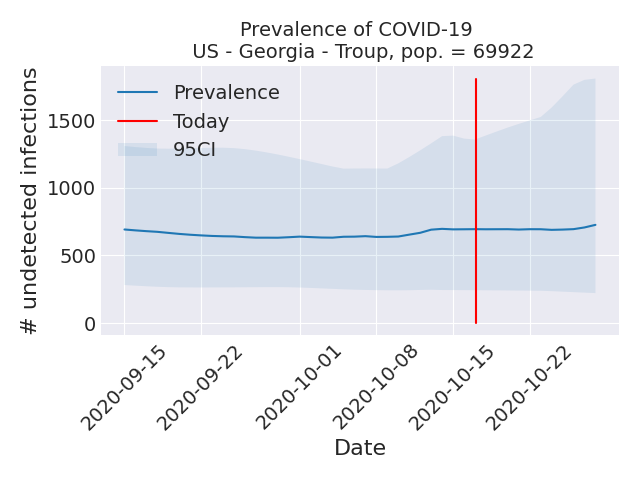 Prevalence of COVID-19
US - Georgia - Troup, pop. = 69922
# undetected infections
1500
1000
500
0
Prevalence
Today
95CI
2020-09-15
2020-09-22
2020-10-01
2020-10-08
2020-10-15
2020-10-22
Date